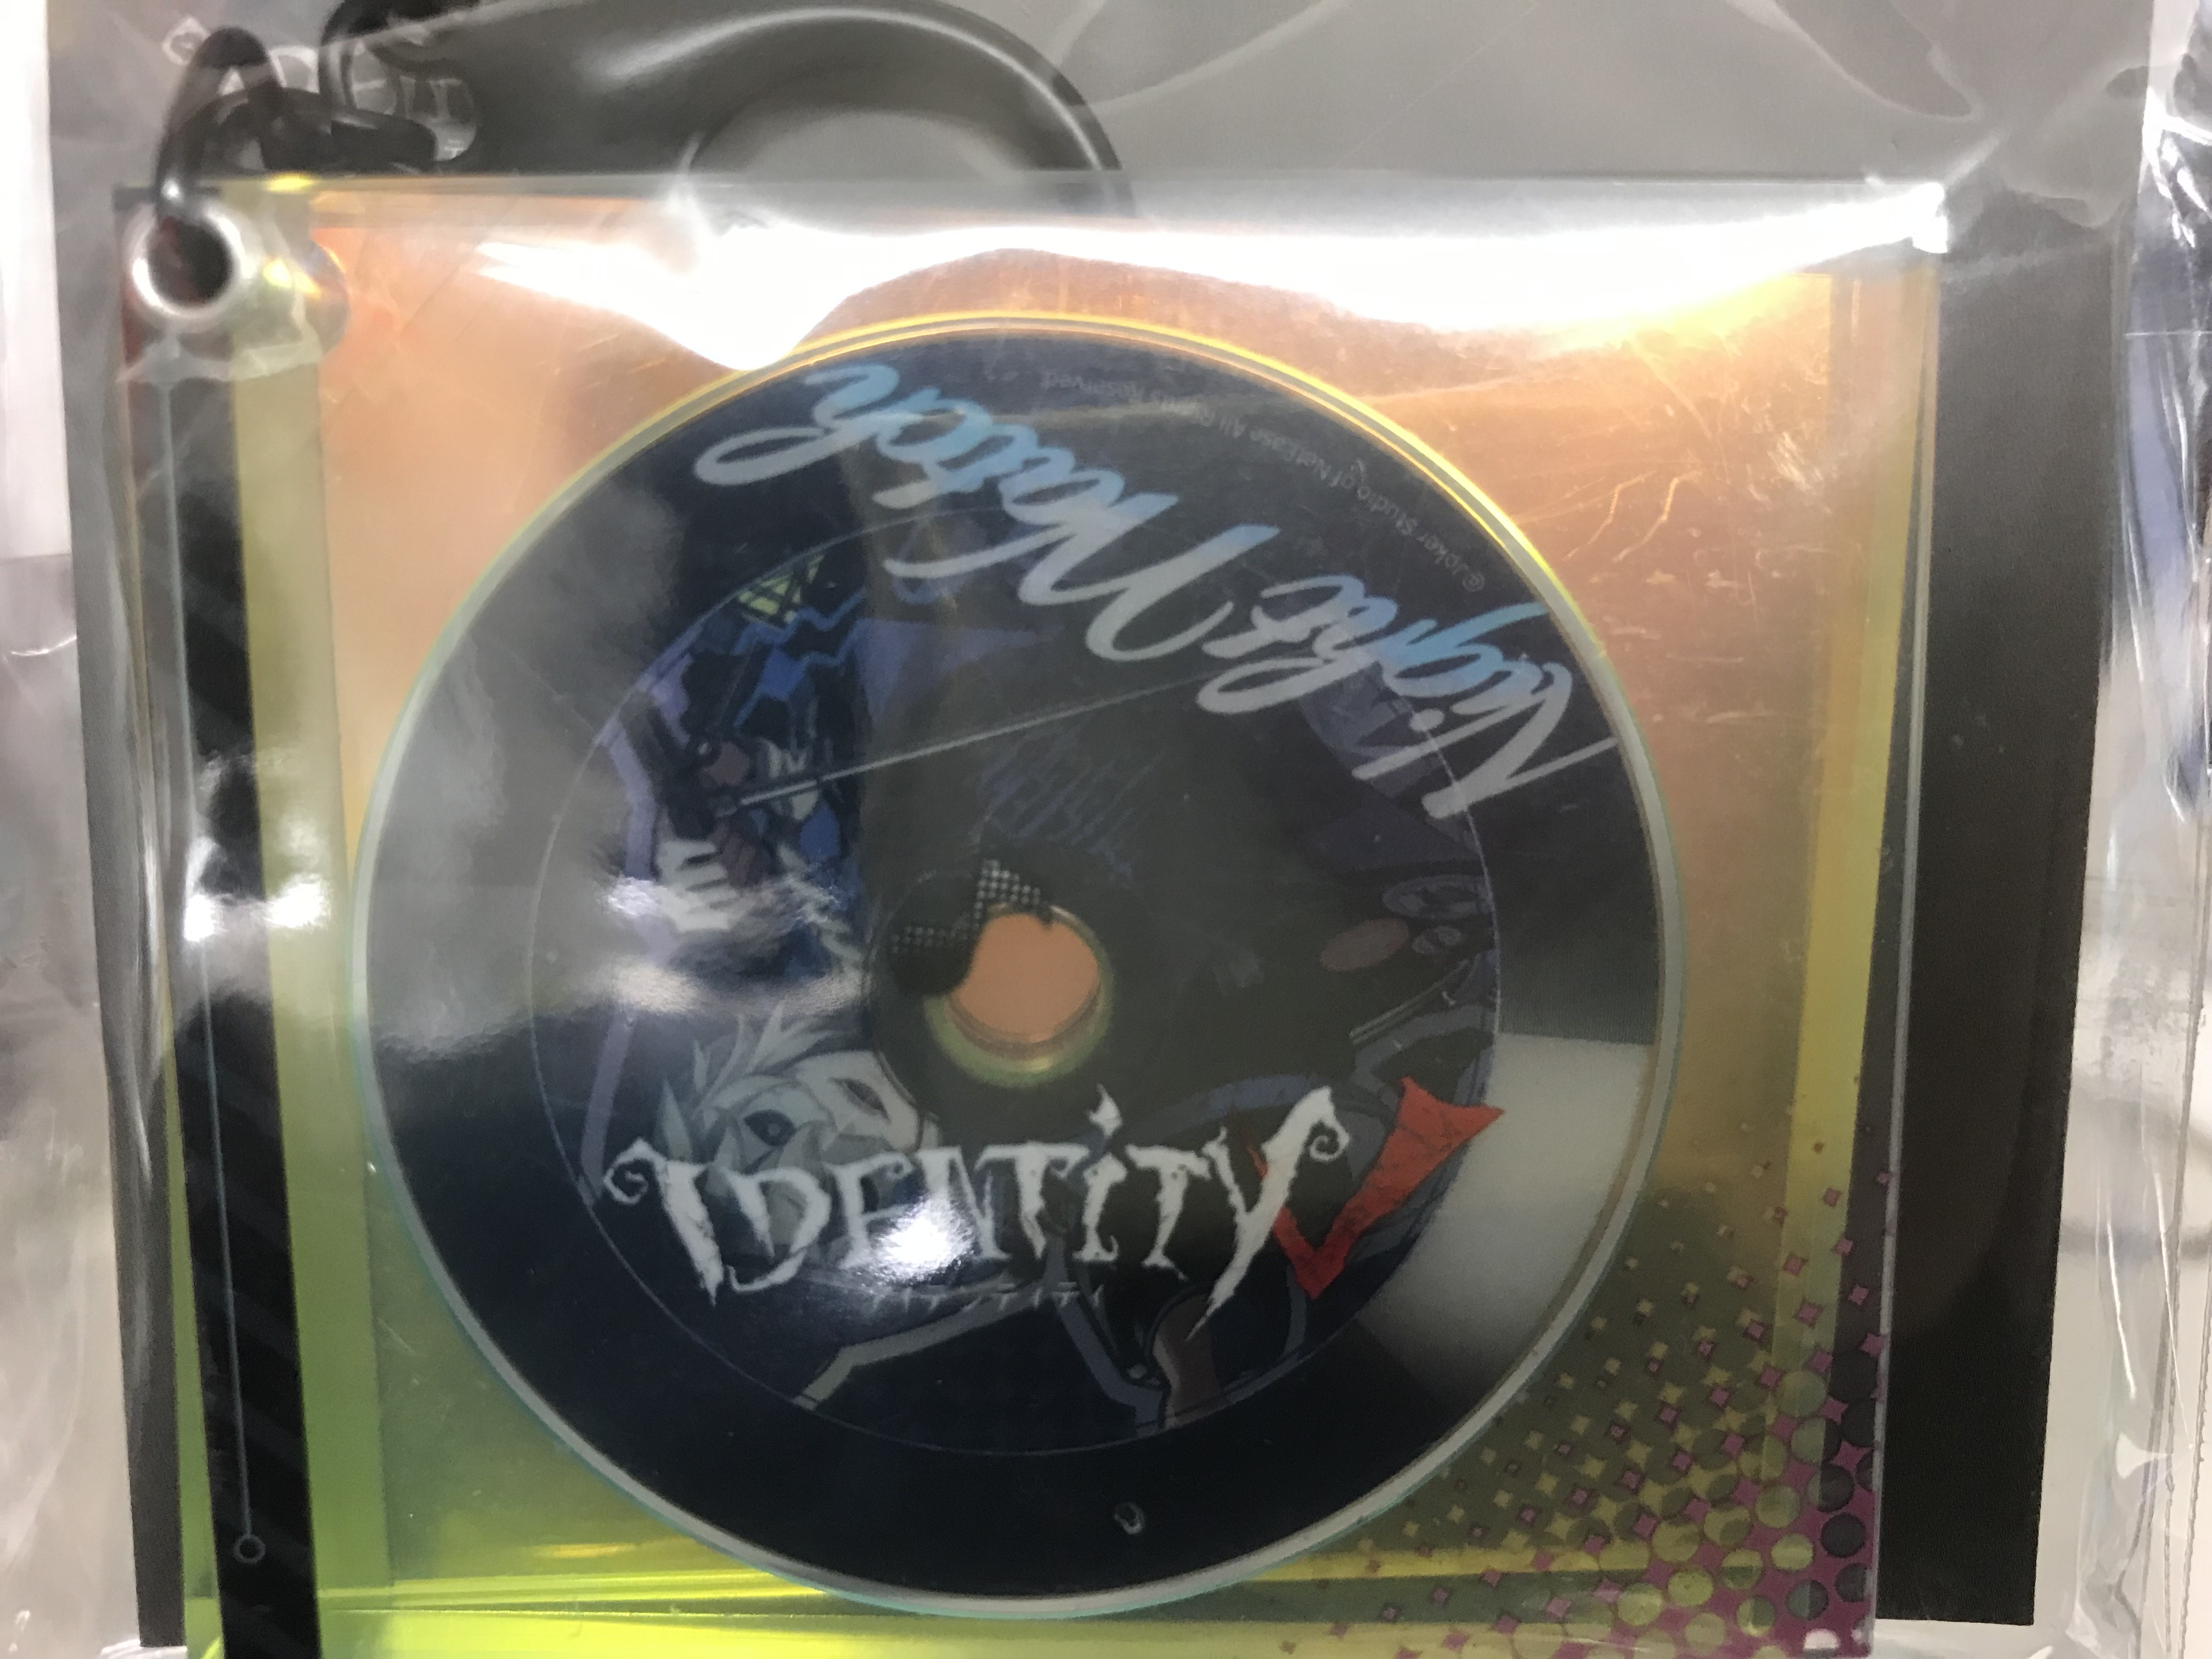 ©Joker Studio of NetEase All Rights Reserved
Night Watch
IDENTITY V